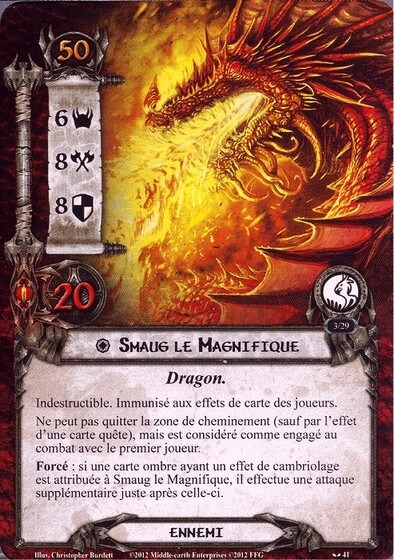 50
6
8
8
20
3/29
Smaug le Magnifique
Dragon.
Indestructible. Immunisé aux effets de carte des joueurs.
Ne peut pas quitter la zone de cheminement (sauf par l'effet
d'une carte quête), mais est considéré comme engagé au
combat avec le premier joueur.
Forcé : si une carte ombre ayant un effet de cambriolage
est attribuée à Smaug le Magnifique, il effectue une attaque
supplémentaire juste après celle-ci.
ENNEMI
Illus. Christopher Burdett ©2012 Middle-earth Enterprises ©2012 FFG 41